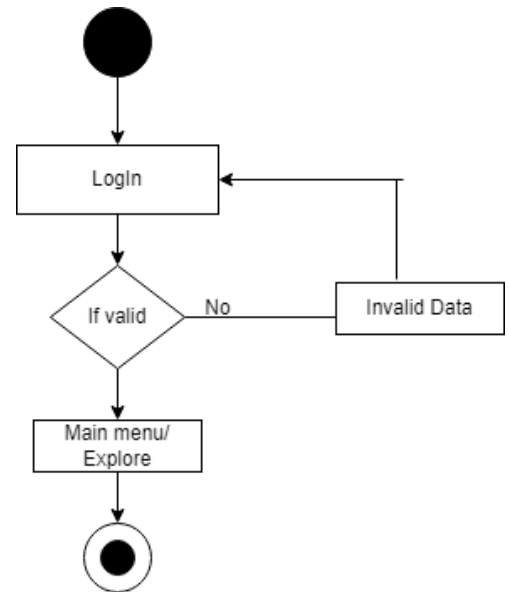 LogIn
If valid
No
Invalid Data
Main menu/
Explore